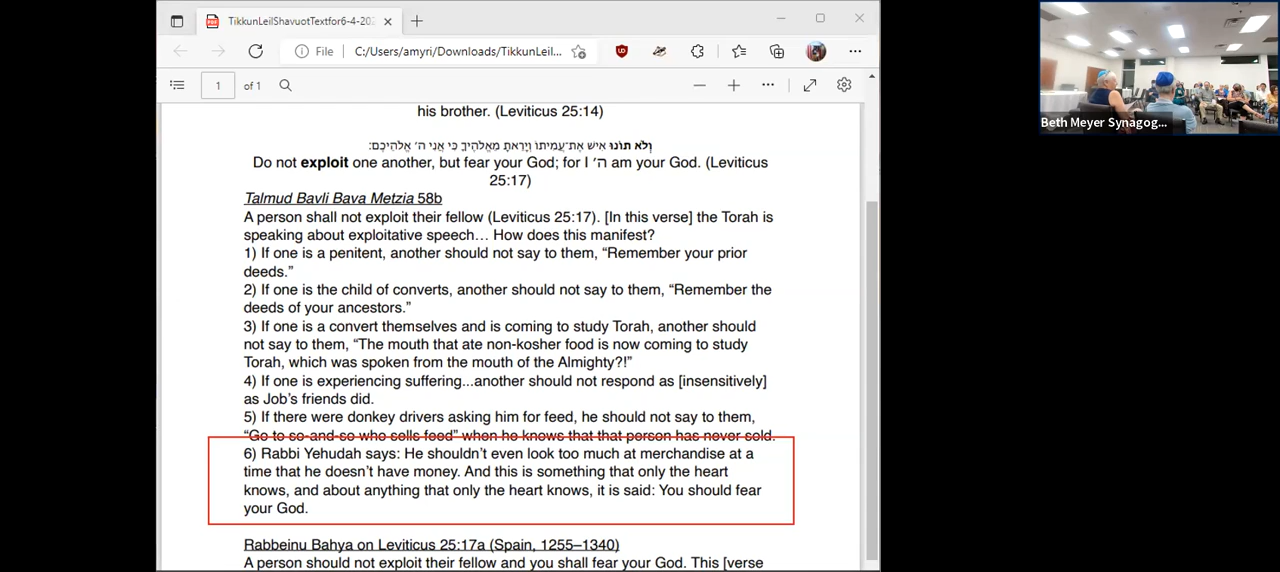 TikkunLeilShavuotTextfor6-4-202
File
C:/Users/amyri/Downloads/TikkunLeil...
1 of 1
his brother. (Leviticus 25:14)
וְלֹא תוֹנוּ אִישׁ אֶת־עֲמִיתוֹ וְיָרֵאתָ מֵאֱלֹהֶיךָ כִּי אֲנִי ה׳ אֱלֹהֵיכֶם:
Do not exploit one another, but fear your God; for I ה׳ am your God. (Leviticus
25:17)
Talmud Bavli Bava Metzia 58b
A person shall not exploit their fellow (Leviticus 25:17). [In this verse] the Torah is
speaking about exploitative speech… How does this manifest?
1) If one is a penitent, another should not say to them, “Remember your prior
deeds.”
2) If one is the child of converts, another should not say to them, “Remember the
deeds of your ancestors.”
3) If one is a convert themselves and is coming to study Torah, another should
not say to them, “The mouth that ate non-kosher food is now coming to study
Torah, which was spoken from the mouth of the Almighty?!”
4) If one is experiencing suffering...another should not respond as [insensitively]
as Job’s friends did.
5) If there were donkey drivers asking him for feed, he should not say to them,
“Go to so-and-so who sells feed” when he knows that that person has never sold.
6) Rabbi Yehudah says: He shouldn’t even look too much at merchandise at a
time that he doesn’t have money. And this is something that only the heart
knows, and about anything that only the heart knows, it is said: You should fear
your God.
Rabbeinu Bahya on Leviticus 25:17a (Spain, 1255–1340)
A person should not exploit their fellow and you shall fear your God. This [verse
Beth Meyer Synagog...